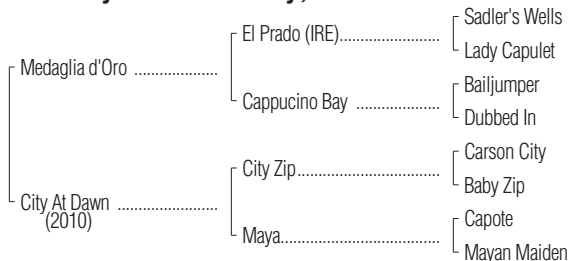 El Prado (IRE)
Sadler's Wells
Lady Capulet
Medaglia d'Oro
Cappucino Bay
Bailjumper
Dubbed In
City At Dawn
(2010)
City Zip
Carson City
Baby Zip
Maya
Capote
Mayan Maiden